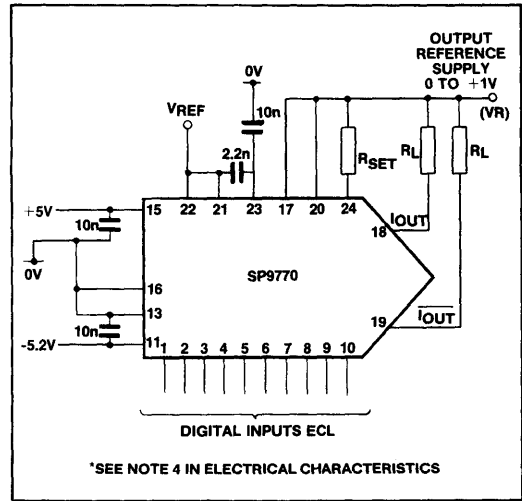 OUTPUT
REFERENCE
SUPPLY
0 TO +1V
(VR)
0V
10n
VREF
2.2n
RSET
RL
RL
+5V
10n
0V
10n
-5.2V
15
22
21
23
17
20
24
18
IOUT
SP9770
16
13
11
19
IOUT
1 2 3 4 5 6 7 8 9 10
DIGITAL INPUTS ECL
*SEE NOTE 4 IN ELECTRICAL CHARACTERISTICS